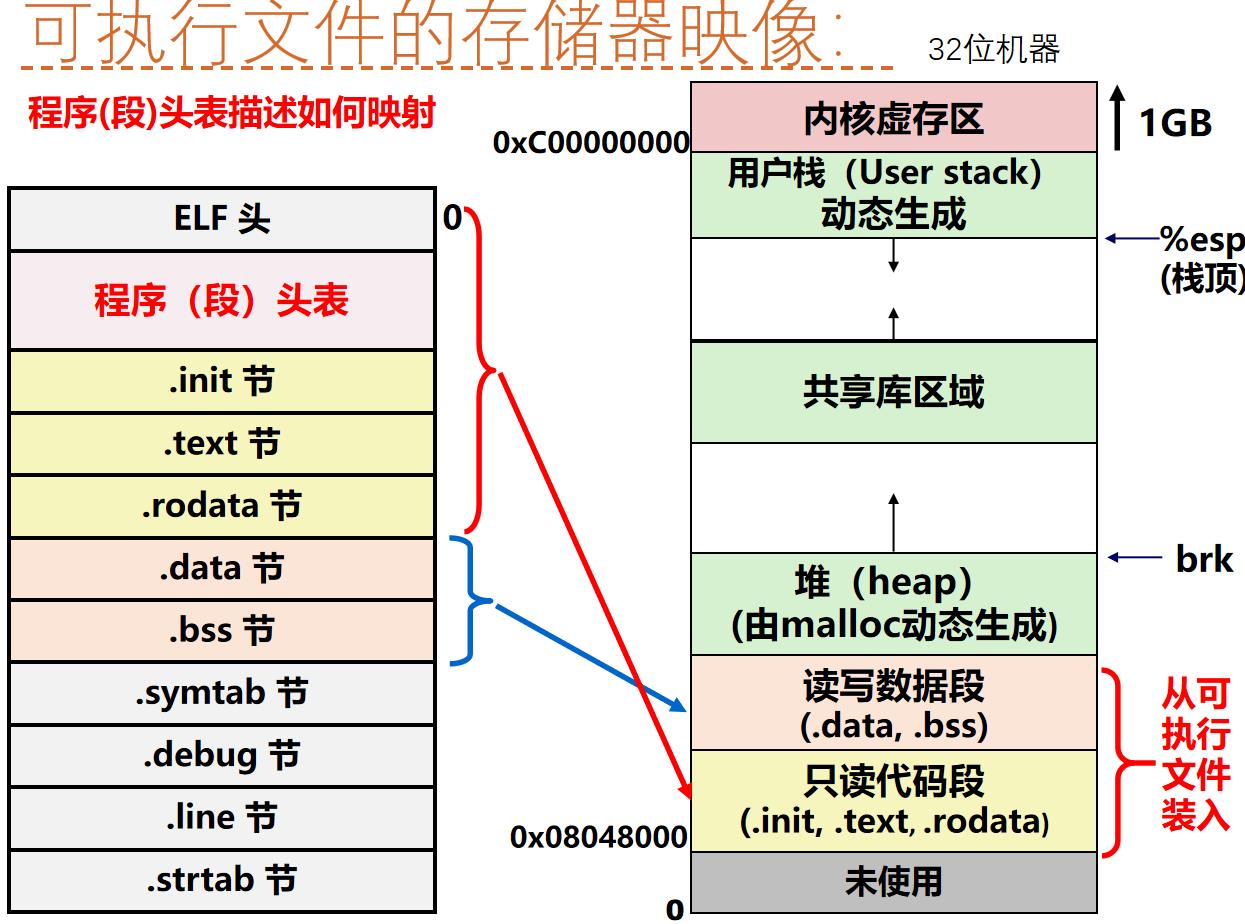 可执行文件的存储器映像:
32位机器
程序(段)头表描述如何映射
ELF 头
程序（段）头表
.init 节
.text 节
.rodata 节
.data 节
.bss 节
.symtab 节
.debug 节
.line 节
.strtab 节
0
0xC00000000
内核虚存区
1GB
用户栈（User stack）
动态生成
%esp
(栈顶)
共享库区域
brk
堆（heap）
(由malloc动态生成)
读写数据段
(.data, .bss)
从可
执行
文件
装入
只读代码段
(.init, .text, .rodata)
0x08048000
未使用
0